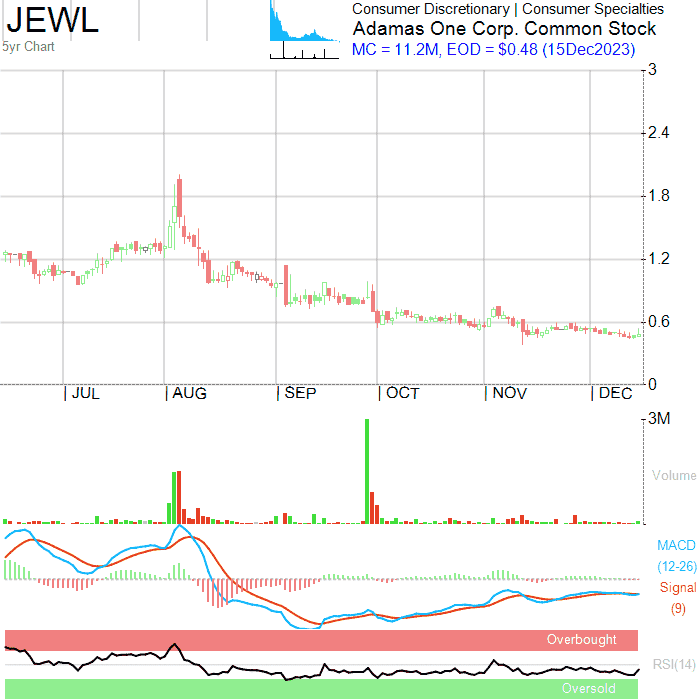 JEWL
5yr Chart
Consumer Discretionary | Consumer Specialties
Adamas One Corp. Common Stock
MC = 11.2M, EOD = $0.48 (15Dec2023)
3
2.4
1.8
1.2
0.6
0
| JUL | AUG | SEP | OCT | NOV | DEC
3M
Volume
MACD
(12-26)
Signal
(9)
Overbought
RSI(14)
Oversold